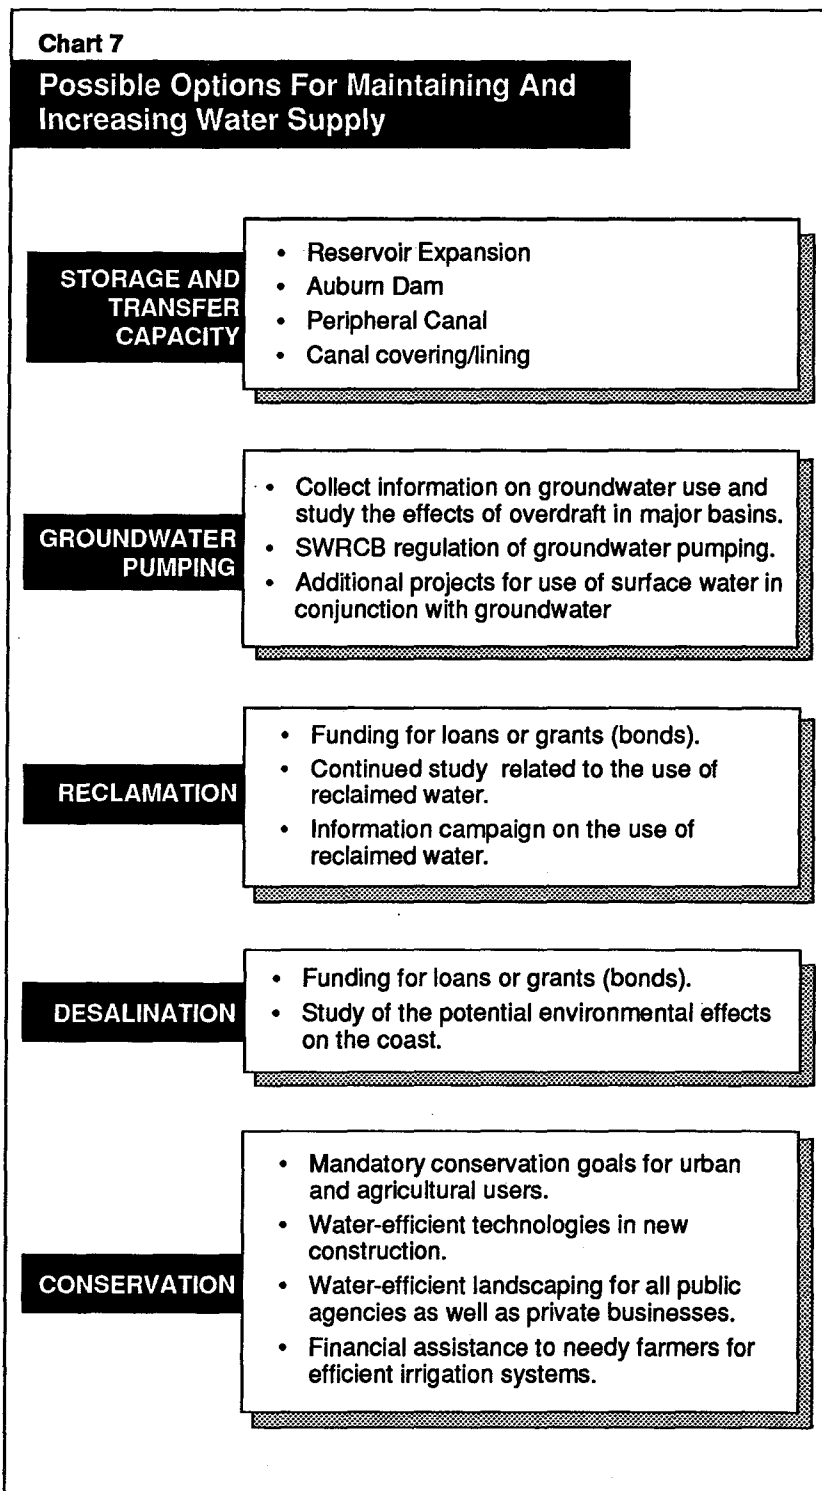 Chart 7
Possible Options For Maintaining And
Increasing Water Supply
STORAGE AND
TRANSFER
CAPACITY
• Reservoir Expansion
• Auburn Dam
• Peripheral Canal
• Canal covering/lining
GROUNDWATER
PUMPING
• Collect information on groundwater use and
study the effects of overdraft in major basins.
• SWRCB regulation of groundwater pumping.
• Additional projects for use of surface water in
conjunction with groundwater
RECLAMATION
• Funding for loans or grants (bonds).
• Continued study related to the use of
reclaimed water.
• Information campaign on the use of
reclaimed water.
DESALINATION
• Funding for loans or grants (bonds).
• Study of the potential environmental effects
on the coast.
CONSERVATION
• Mandatory conservation goals for urban
and agricultural users.
• Water-efficient technologies in new
construction.
• Water-efficient landscaping for all public
agencies as well as private businesses.
• Financial assistance to needy farmers for
efficient irrigation systems.